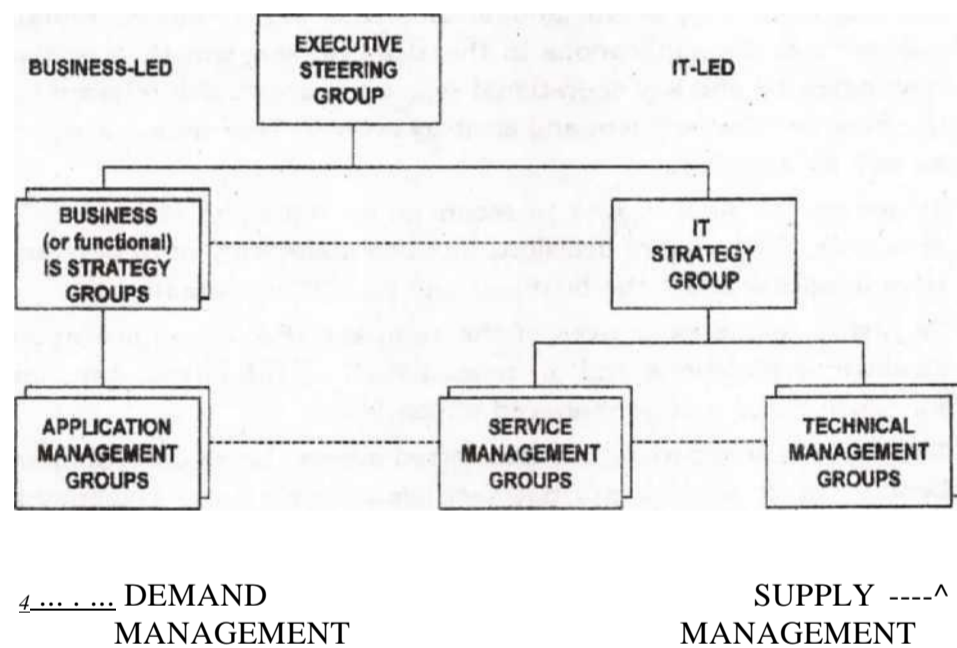 EXECUTIVE
STEERING
GROUP
BUSINESS-LED
IT-LED
BUSINESS
(or functional)
IS STRATEGY
GROUPS
IT
STRATEGY
GROUP
APPLICATION
MANAGEMENT
GROUPS
SERVICE
MANAGEMENT
GROUPS
TECHNICAL
MANAGEMENT
GROUPS
4 ... . ... DEMAND
MANAGEMENT
SUPPLY ----^
MANAGEMENT